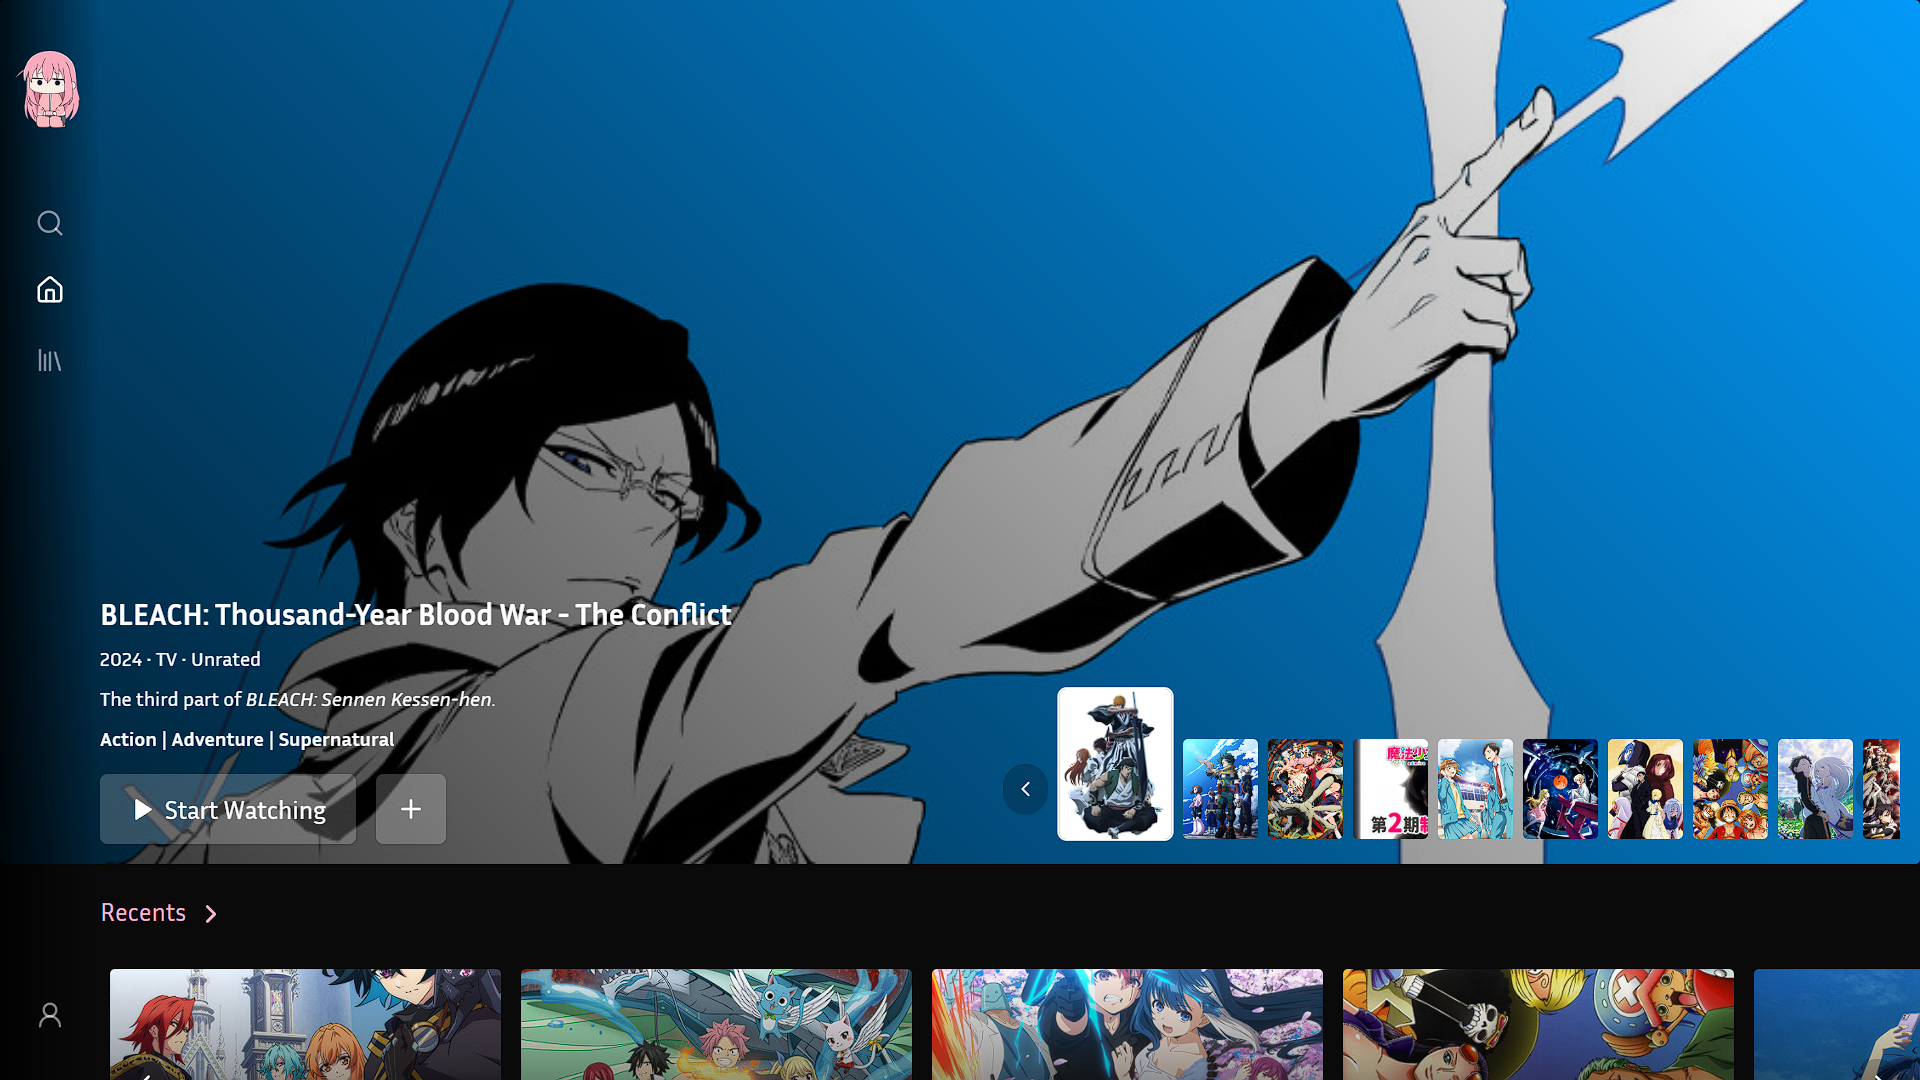 BLEACH: Thousand-Year Blood War - The Conflict
2024 · TV · Unrated
The third part of BLEACH: Sennen Kessen-hen.
Action | Adventure | Supernatural
Start Watching
第2期
Recents